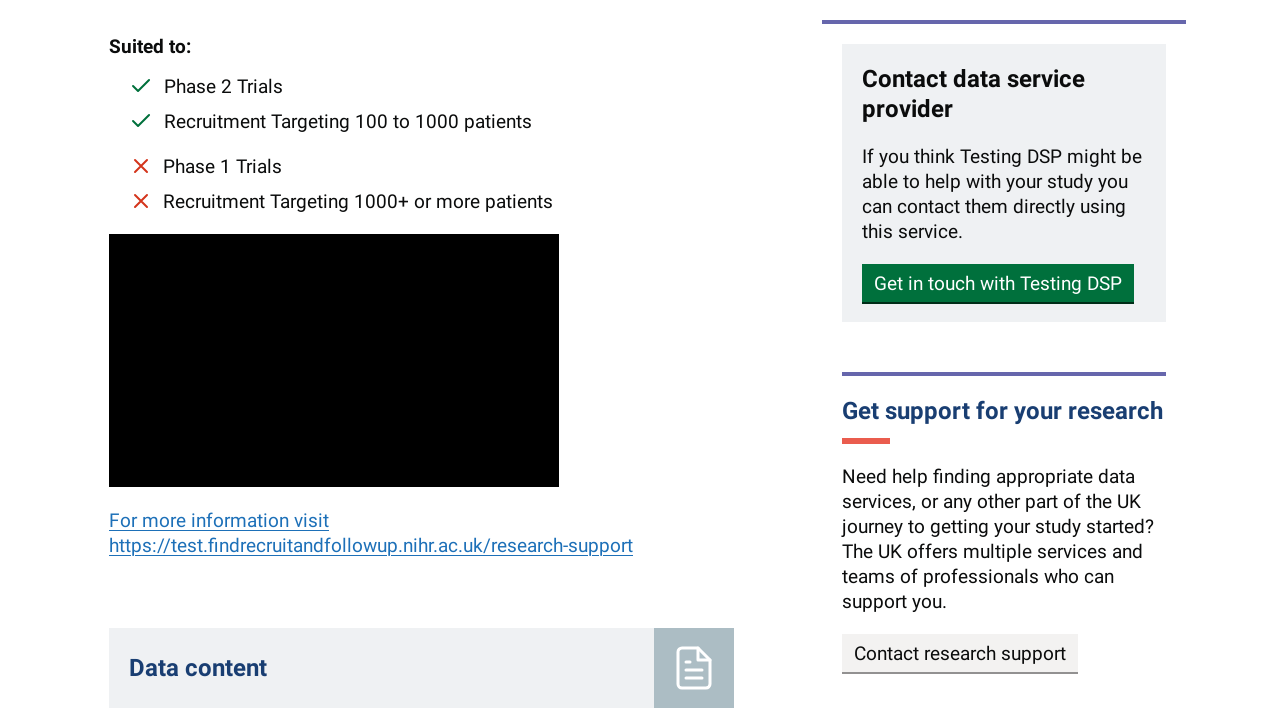 Suited to:
Phase 2 Trials
Recruitment Targeting 100 to 1000 patients
Phase 1 Trials
Recruitment Targeting 1000+ or more patients
For more information visit
https://test.findrecruitandfollowup.nihr.ac.uk/research-support
Data content
Contact data service
provider
If you think Testing DSP might be
able to help with your study you
can contact them directly using
this service.
Get in touch with Testing DSP
Get support for your research
Need help finding appropriate data
services, or any other part of the UK
journey to getting your study started?
The UK offers multiple services and
teams of professionals who can
support you.
Contact research support